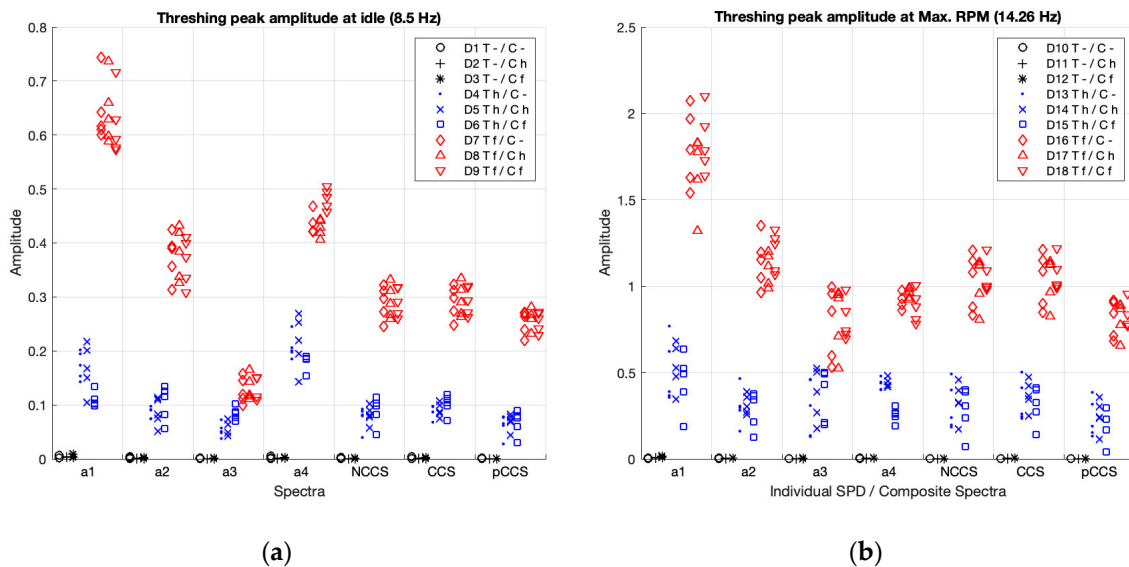 Threshing peak amplitude at idle (8.5 Hz)
0.8
0.7
0.6
0.5
0.4
0.3
0.2
0.1
0
Amplitude
D1 T - / C -
D2 T - / C h
D3 T - / C f
D4 T h / C -
D5 T h / C h
D6 T h / C f
D7 T f / C -
D8 T f / C h
D9 T f / C f
a1 a2 a3 a4 NCCS CCS pCCS
Spectra
(a)
Threshing peak amplitude at Max. RPM (14.26 Hz)
2.5
2
1.5
1
0.5
0
Amplitude
D10 T - / C -
D11 T - / C h
D12 T - / C f
D13 T h / C -
D14 T h / C h
D15 T h / C f
D16 T f / C -
D17 T f / C h
D18 T f / C f
a1 a2 a3 a4 NCCS CCS pCCS
Individual SPD / Composite Spectra
(b)